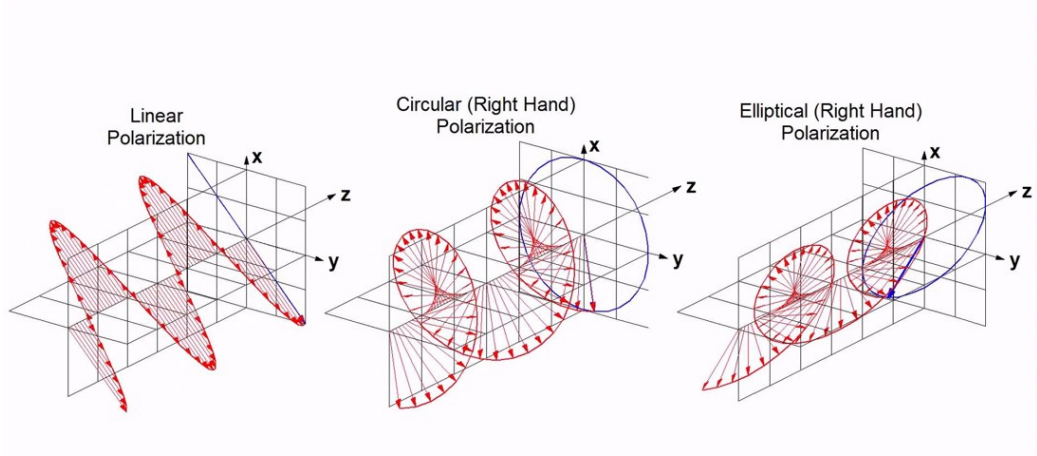 Linear
Polarization
x
z
y
Circular (Right Hand)
Polarization
x
z
y
Elliptical (Right Hand)
Polarization
x
z
y